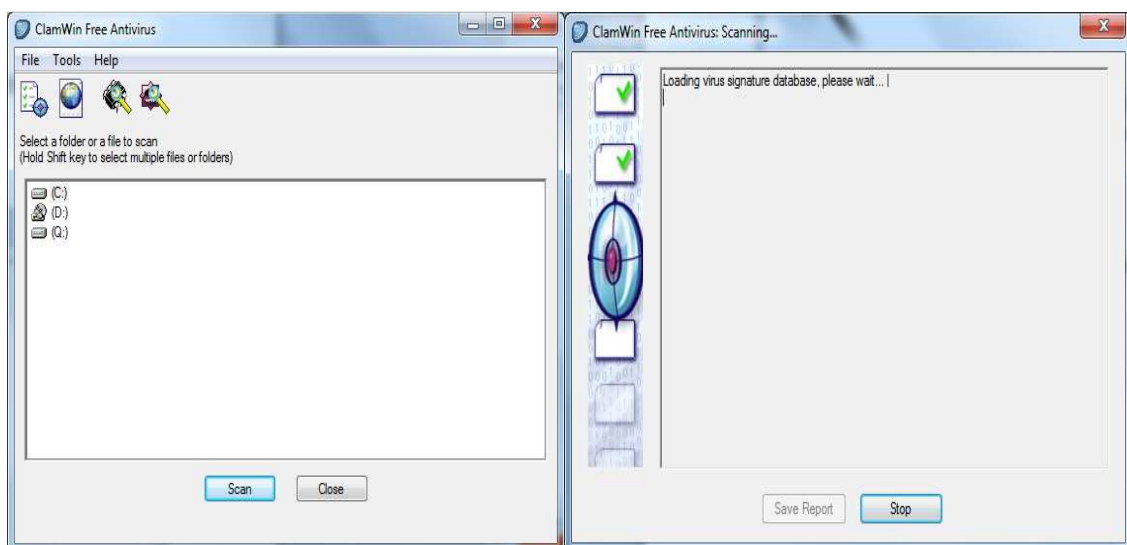 ClamWin Free Antivirus
File Tools Help
Select a folder or a file to scan
(Hold Shift key to select multiple files or folders)
(C:)
(D:)
(Q:)
Scan Close
ClamWin Free Antivirus: Scanning...
Loading virus signature database, please wait... |
Save Report Stop